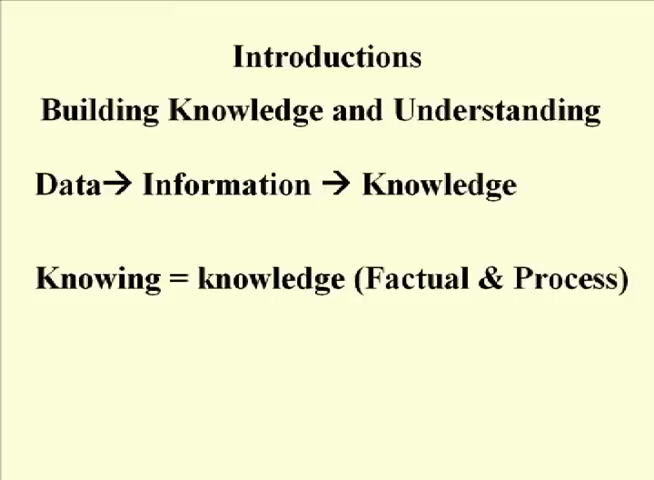 Introductions
Building Knowledge and Understanding
Data→ Information → Knowledge
Knowing = knowledge (Factual & Process)